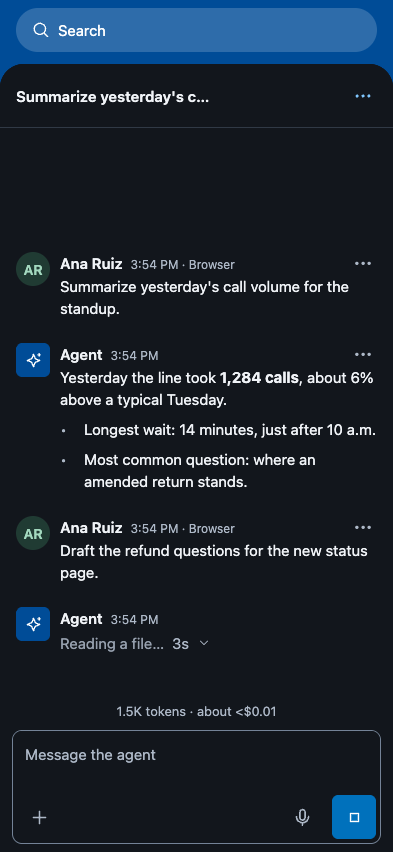 Search
Summarize yesterday's c...
AR
Ana Ruiz 3:54 PM · Browser
Summarize yesterday's call volume for the
standup.
Agent 3:54 PM
Yesterday the line took 1,284 calls, about 6%
above a typical Tuesday.
• Longest wait: 14 minutes, just after 10 a.m.
• Most common question: where an
amended return stands.
AR
Ana Ruiz 3:54 PM · Browser
Draft the refund questions for the new status
page.
Agent 3:54 PM
Reading a file... 3s
1.5K tokens · about <$0.01
Message the agent